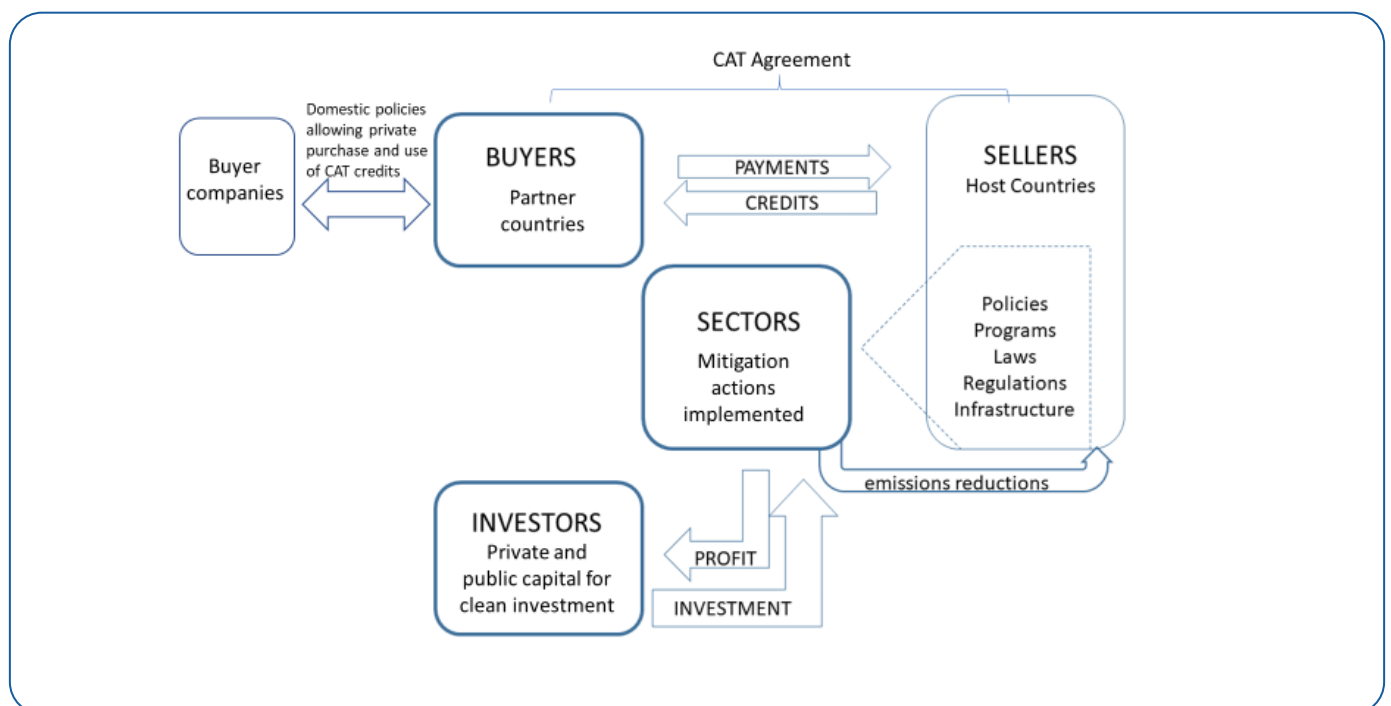 CAT Agreement
Domestic policies
allowing private
purchase and use
of CAT credits
Buyer
companies
BUYERS
Partner
countries
PAYMENTS
CREDITS
SELLERS
Host Countries
Policies
Programs
Laws
Regulations
Infrastructure
SECTORS
Mitigation
actions
implemented
emissions reductions
INVESTORS
Private and
public capital for
clean investment
PROFIT
INVESTMENT